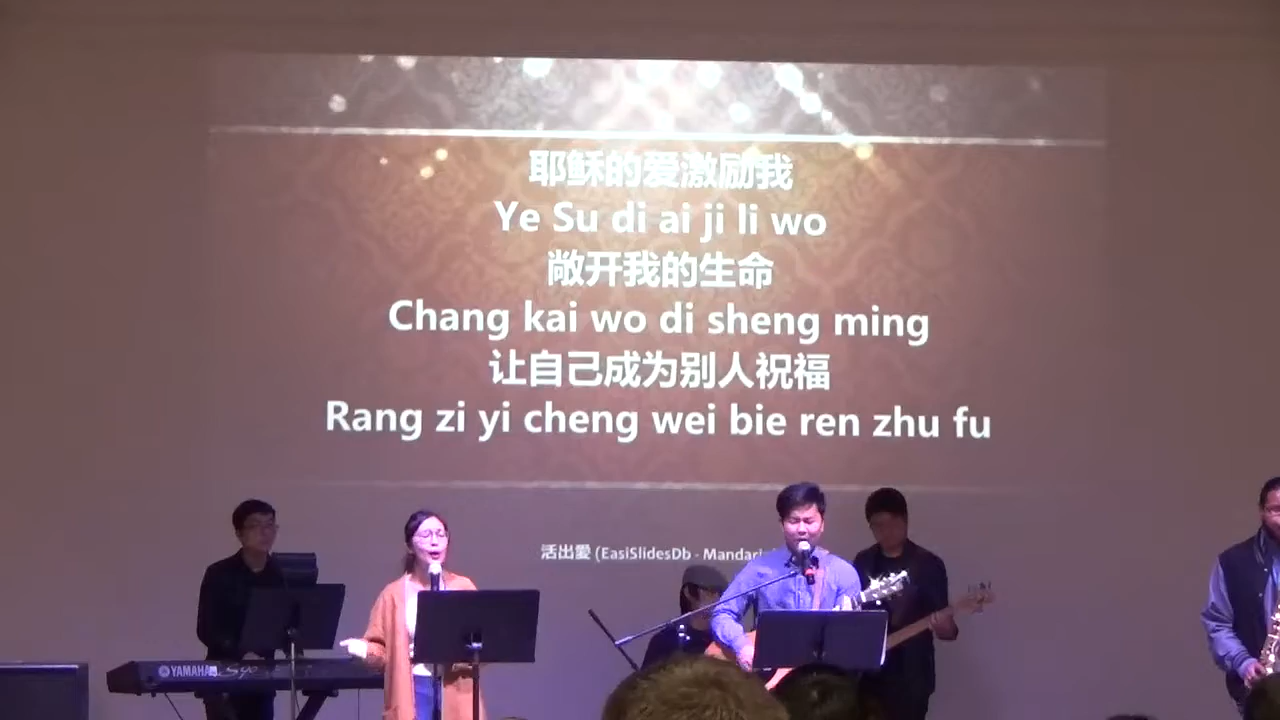 耶稣的爱激励我
Ye Su di ai ji li wo
敞开我的生命
Chang kai wo di sheng ming
让自己成为别人祝福
Rang zi yi cheng wei bie ren zhu fu
活出愛 (EasiSlidesDb - Mandari
YAMAHA S90